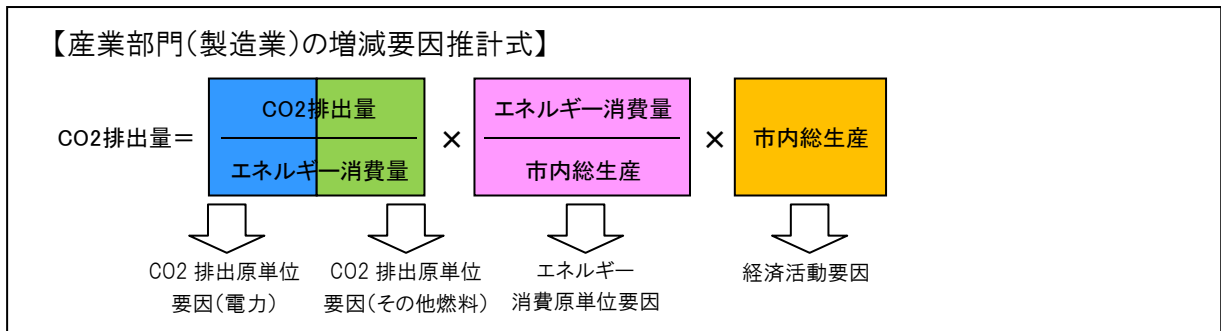 【産業部門(製造業)の増減要因推計式】
CO2排出量＝
CO2排出量
エネルギー消費量
×
エネルギー消費量
市内総生産
×
市内総生産
CO2 排出原単位
要因(電力)
CO2 排出原単位
要因(その他燃料)
エネルギー
消費原単位要因
経済活動要因